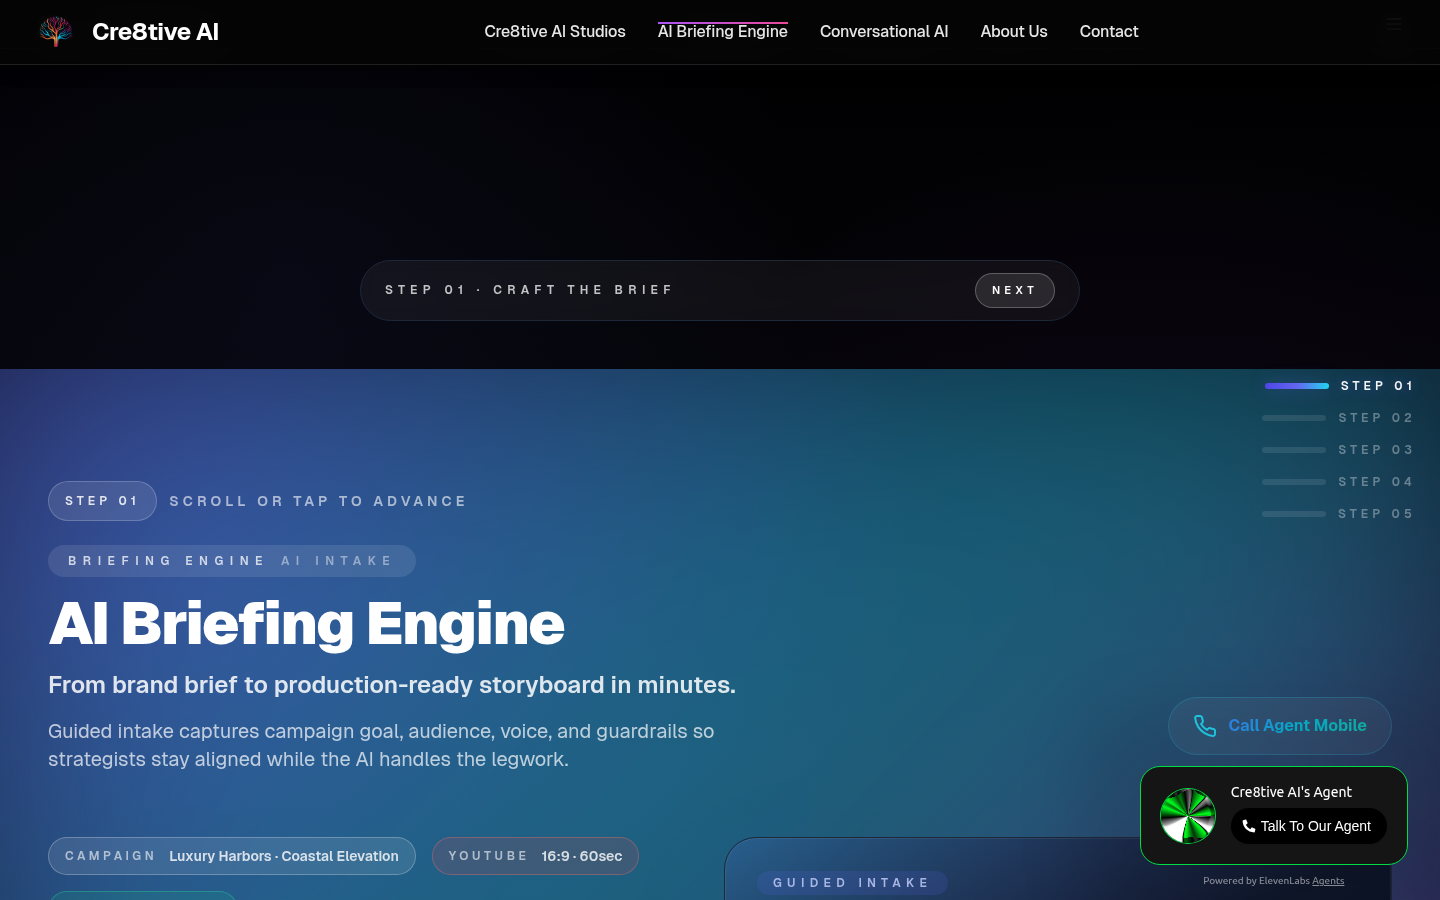 Cre8tive AI
Cre8tive AI Studios
AI Briefing Engine
Conversational AI
About Us
Contact
STEP 01 · CRAFT THE BRIEF
NEXT
STEP 01
STEP 02
STEP 03
STEP 04
STEP 05
STEP 01
SCROLL OR TAP TO ADVANCE
BRIEFING ENGINE AI INTAKE
AI Briefing Engine
From brand brief to production-ready storyboard in minutes.
Guided intake captures campaign goal, audience, voice, and guardrails so
strategists stay aligned while the AI handles the legwork.
Call Agent Mobile
Cre8tive AI's Agent
Talk To Our Agent
CAMPAIGN Luxury Harbors · Coastal Elevation
YOUTUBE 16:9 · 60sec
GUIDED INTAKE
Powered by ElevenLabs Agents